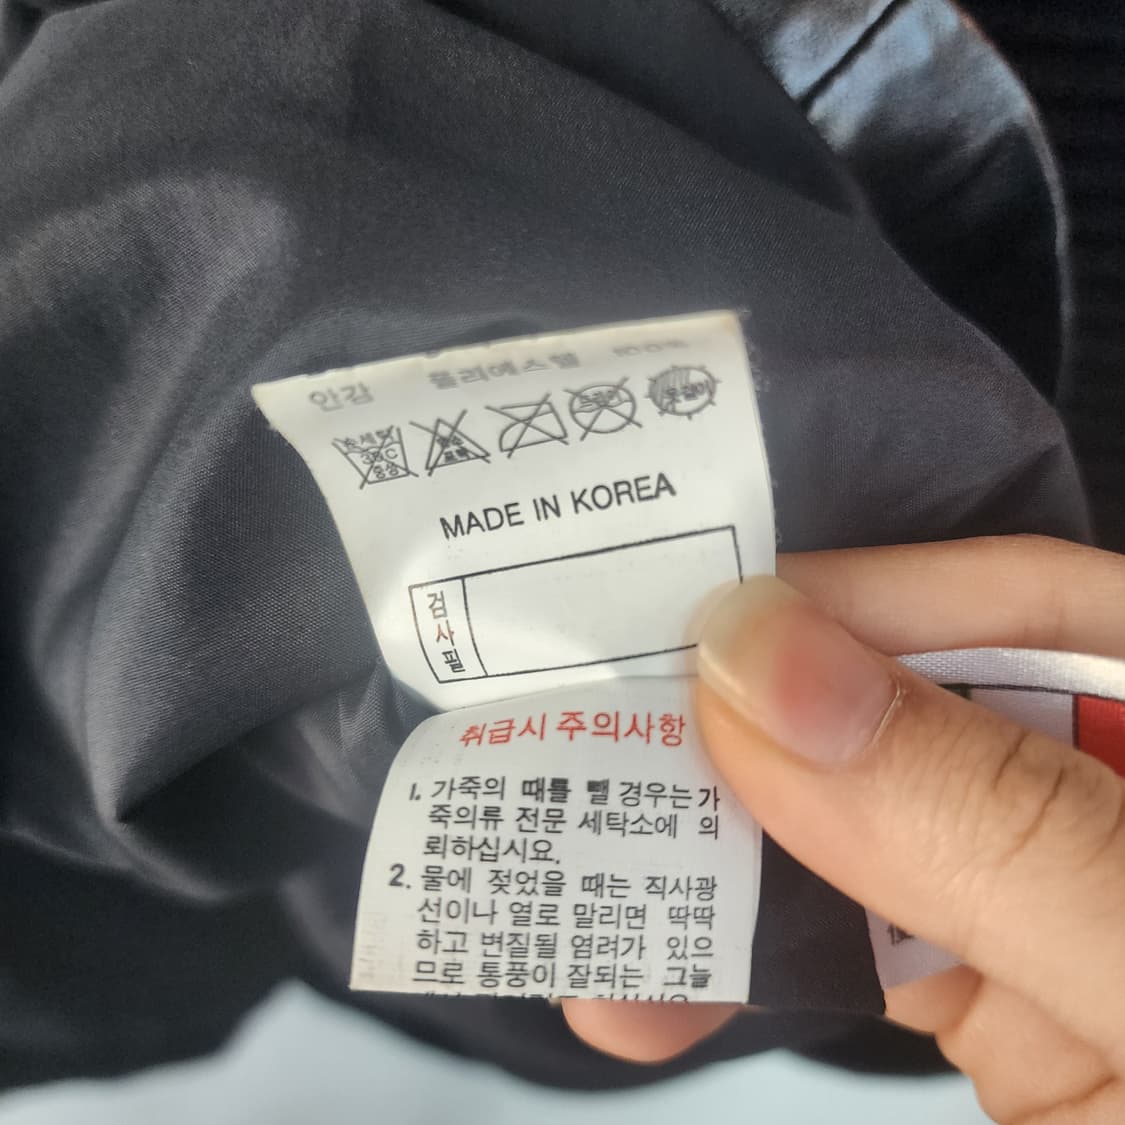 안감 폴리에스텔 100%
손세탁 30°C 중성 염소 표백 드라이 옷걸이
MADE IN KOREA
검사필
취급시 주의사항
1. 가죽의 때를 뺄 경우는 가
죽의류 전문 세탁소에 의
뢰하십시요.
2. 물에 젖었을 때는 직사광
선이나 열로 말리면 딱딱
하고 변질될 염려가 있으
므로 통풍이 잘되는 그늘